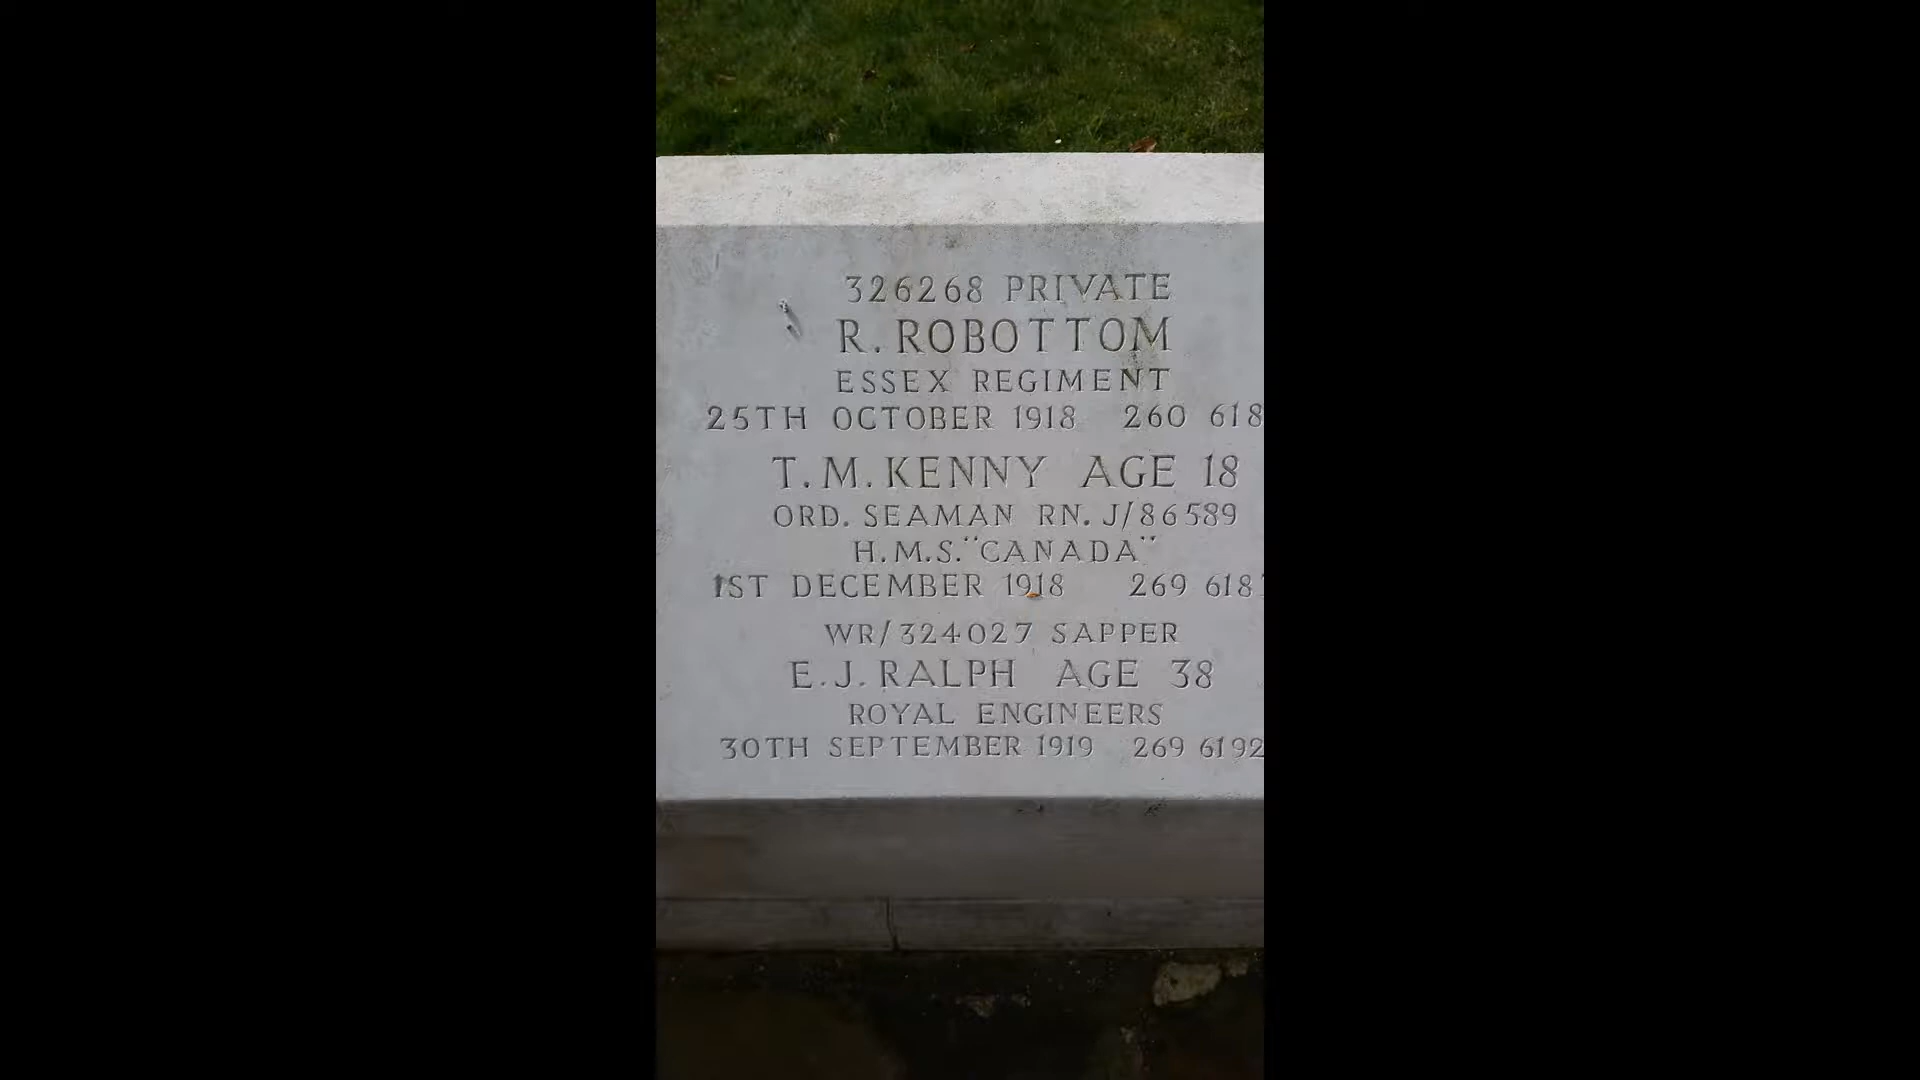 326268 PRIVATE
R. ROBOTTOM
ESSEX REGIMENT
25TH OCTOBER 1918 260 618
T. M. KENNY AGE 18
ORD. SEAMAN RN. J/86589
H.M.S. "CANADA"
1ST DECEMBER 1918 269 618
WR/324027 SAPPER
E. J. RALPH AGE 38
ROYAL ENGINEERS
30TH SEPTEMBER 1919 269 6192